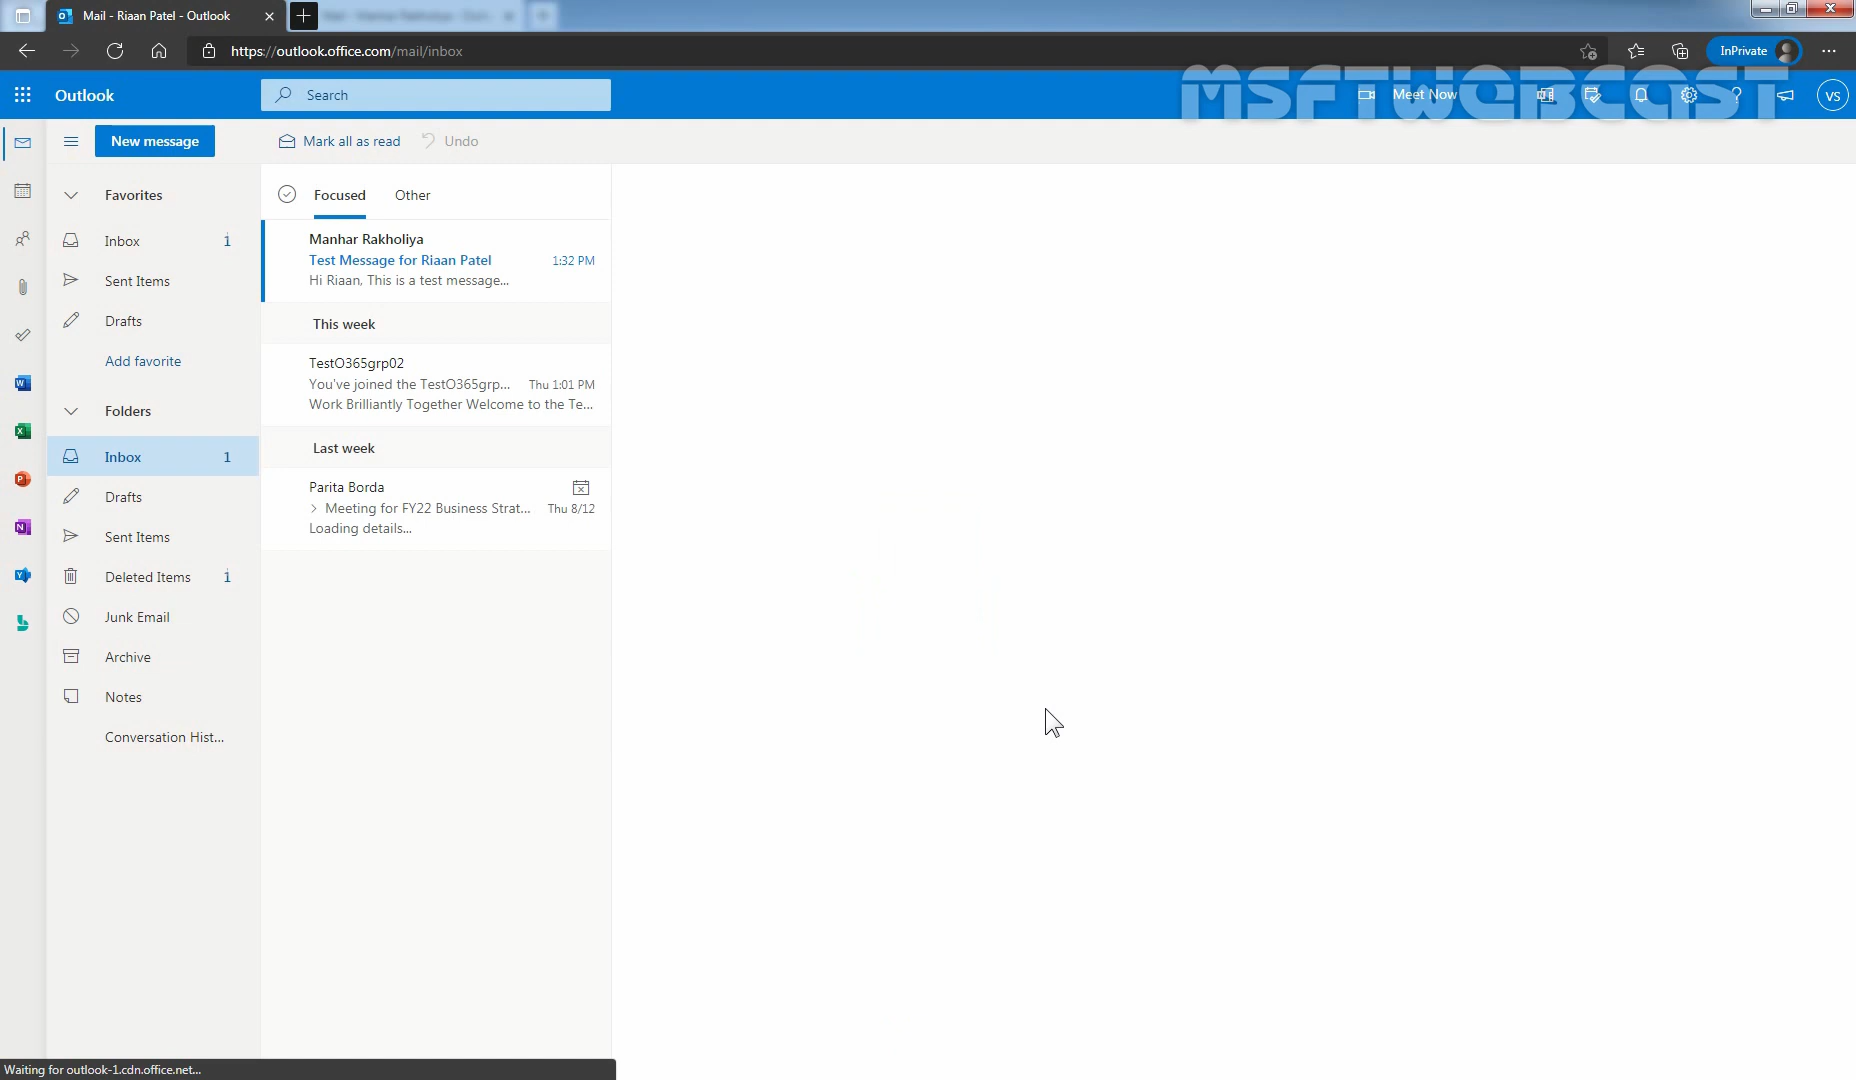 Mail - Riaan Patel - Outlook
https://outlook.office.com/mail/inbox
InPrivate
Outlook
Search
MSFTWEBCAST
Meet Now
VS
New message
Mark all as read
Undo
Favorites
Inbox 1
Sent Items
Drafts
Add favorite
Folders
Inbox 1
Drafts
Sent Items
Deleted Items 1
Junk Email
Archive
Notes
Conversation Hist...
Focused
Other
Manhar Rakholiya
Test Message for Riaan Patel 1:32 PM
Hi Riaan, This is a test message...
This week
TestO365grp02
You've joined the TestO365grp... Thu 1:01 PM
Work Brilliantly Together Welcome to the Te...
Last week
Parita Borda
Meeting for FY22 Business Strat... Thu 8/12
Loading details...
Waiting for outlook-1.cdn.office.net...